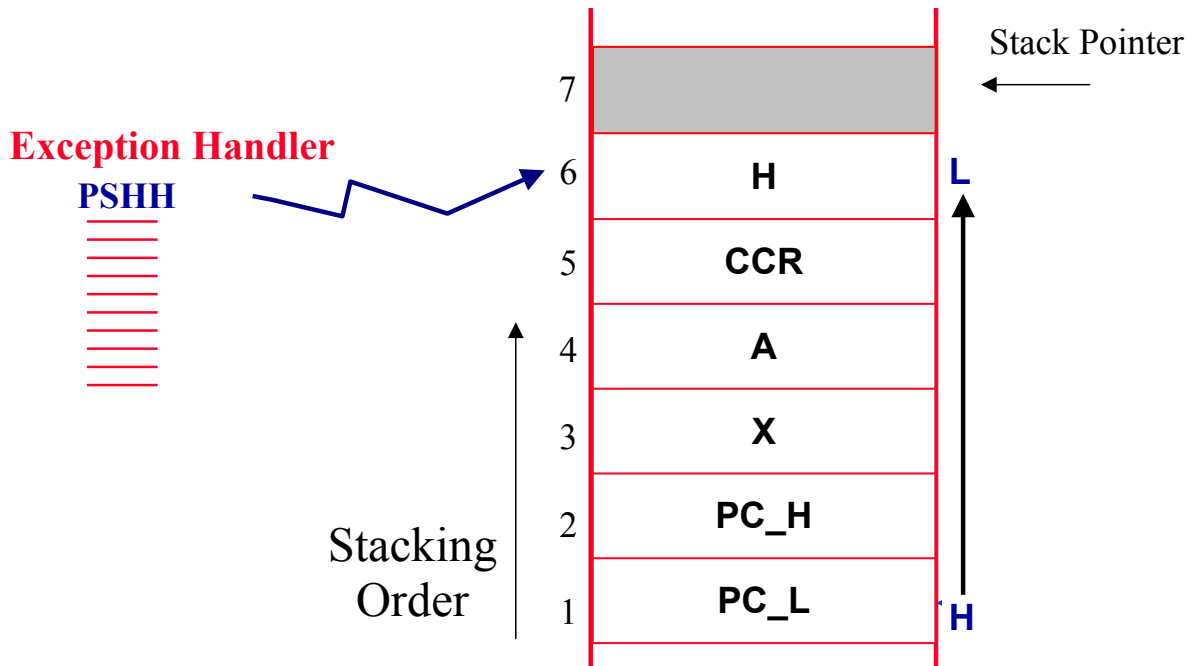 Stack Pointer
7
Exception Handler
PSHH
6
H
L
5
CCR
4
A
3
X
2
PC_H
Stacking
Order
1
PC_L
H